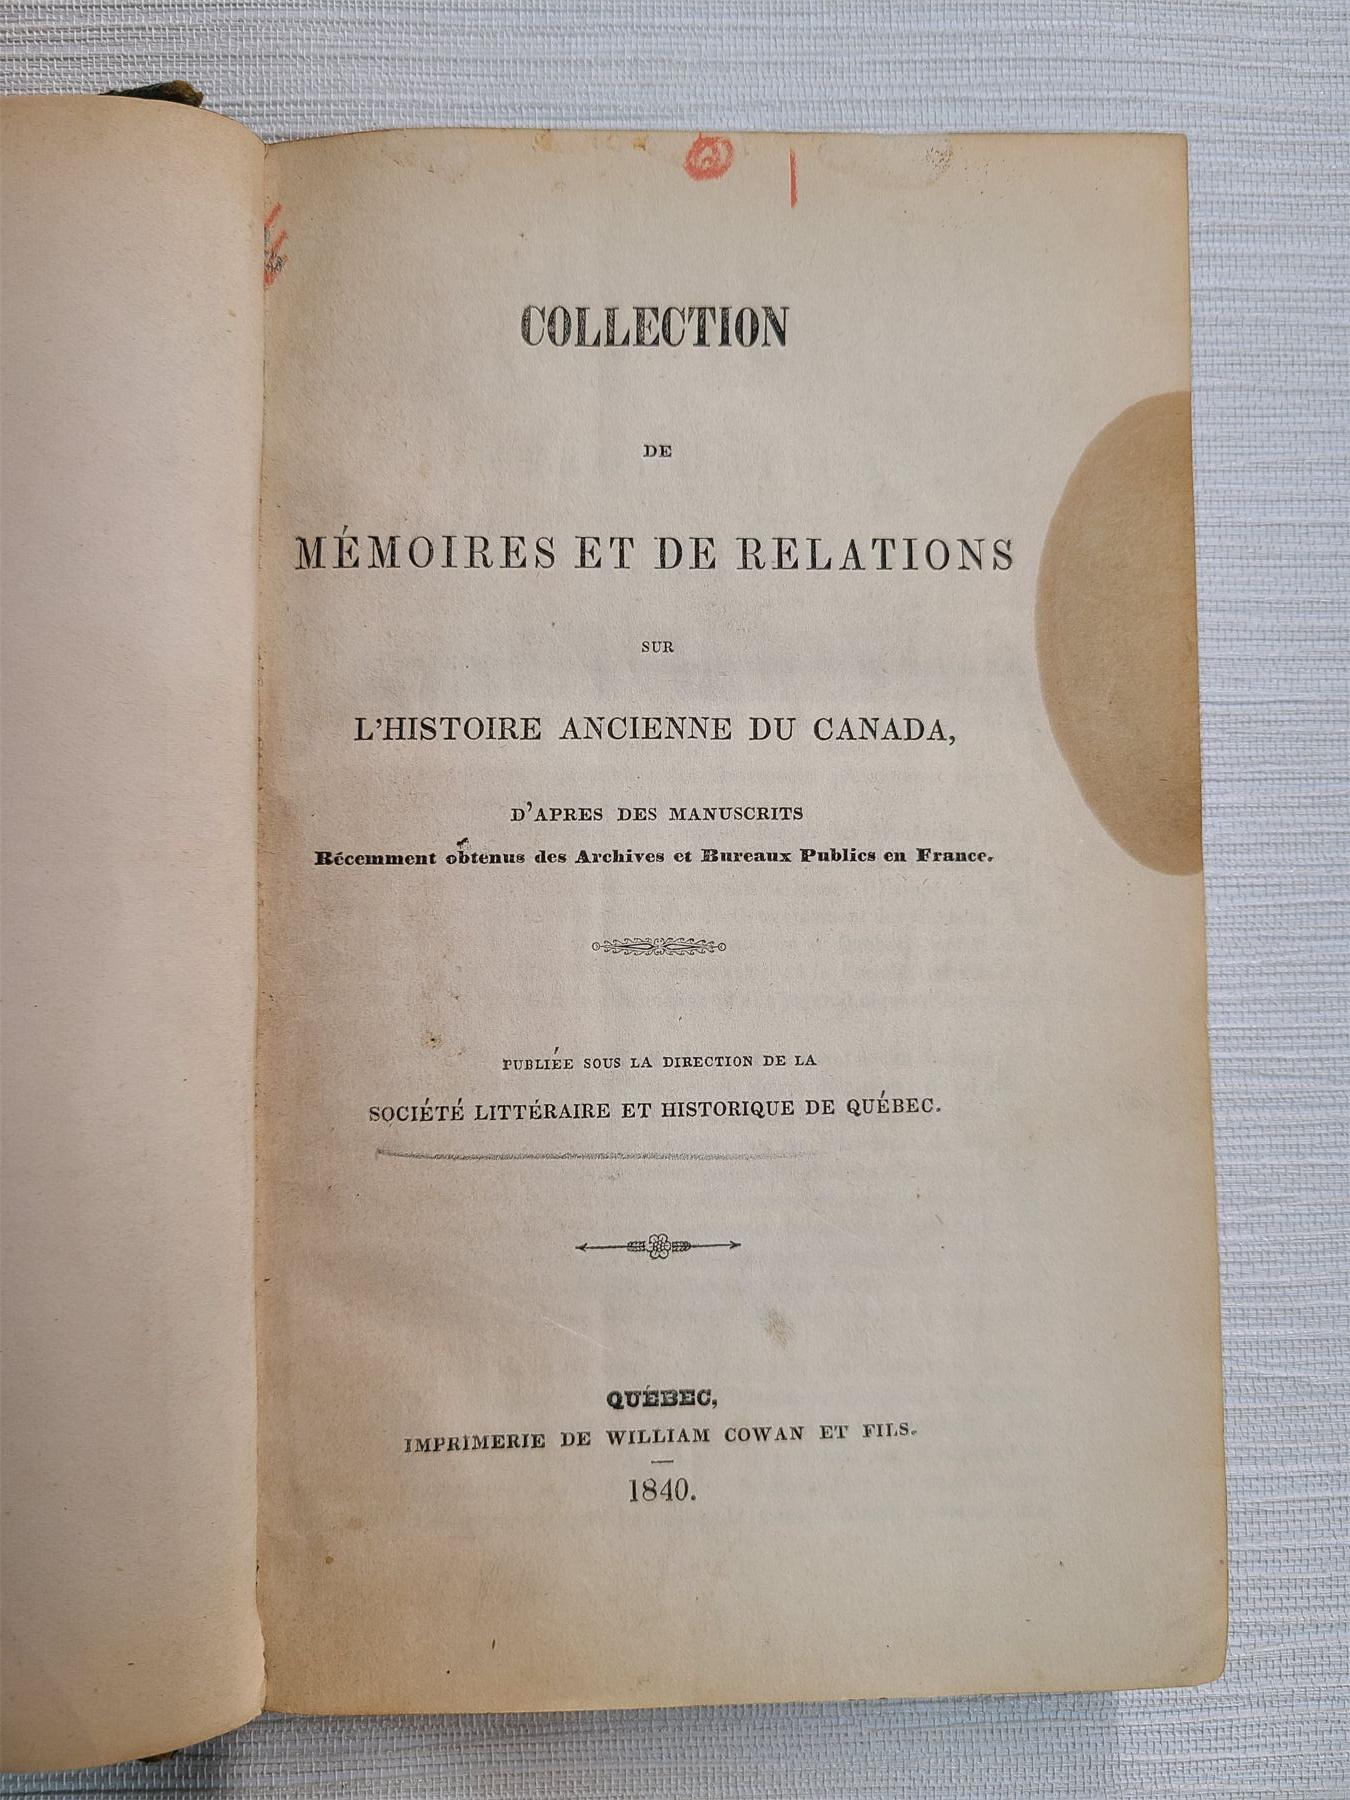 COLLECTION
DE
MÉMOIRES ET DE RELATIONS
SUR
L'HISTOIRE ANCIENNE DU CANADA,
D'APRES DES MANUSCRITS
Récemment obtenus des Archives et Bureaux Publics en France.
PUBLIÉE SOUS LA DIRECTION DE LA
SOCIÉTÉ LITTÉRAIRE ET HISTORIQUE DE QUÉBEC.
QUÉBEC,
IMPRIMERIE DE WILLIAM COWAN ET FILS.
1840.